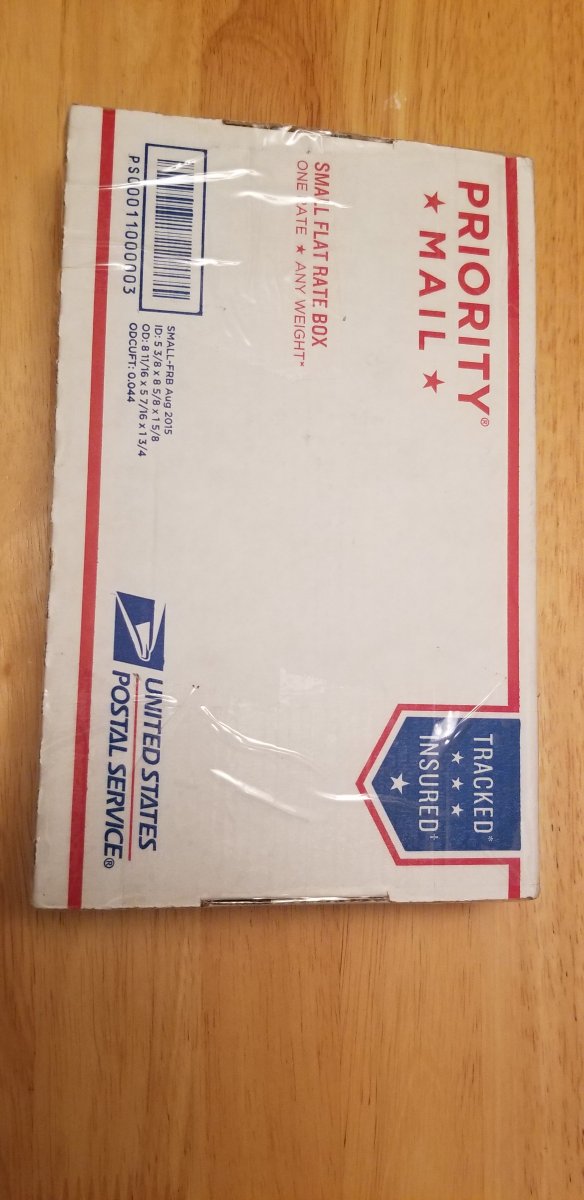 PRIORITY®
★ MAIL ★
TRACKED*
★ ★ ★
INSURED†
★
SMALL FLAT RATE BOX
ONE RATE ★ ANY WEIGHT*
PS00011000003
SMALL-FRB Aug 2015
ID: 5 3/8 x 8 5/8 x 1 5/8
OD: 8 11/16 x 5 7/16 x 1 3/4
ODCUFT: 0.044
UNITED STATES
POSTAL SERVICE®